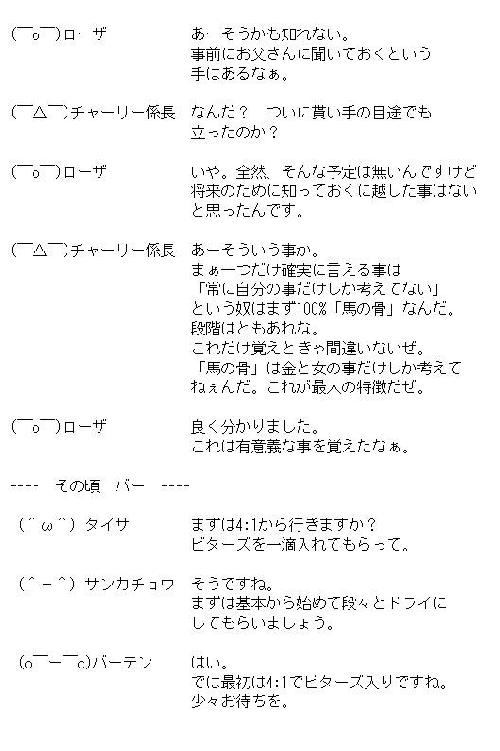 (￣o￣)ローザ　あーそうかも知れない。
事前にお父さんに聞いておくという
手にあるなぁ。
(￣△￣)チャーリー係長　なんだ？　ついに貰い手の目途でも
立ったのか？
(￣o￣)ローザ　いや。全然、そんな予定は無いんですけど
将来のために知っておくに越した事はない
と思ったんです。
(￣△￣)チャーリー係長　あーそういう事か。
まぁ一つだけ確実に言える事は
「常に自分の事だけしか考えてない」
という奴はまず100%「馬の骨」なんだ。
段階はともあれな。
これだけ覚えときゃ間違いないぜ。
「馬の骨」は金と女の事だけしか考えて
ねぇんだ。これが最大の特徴だぜ。
(￣o￣)ローザ　良く分かりました。
これは有意義な事を覚えたなぁ。
----　その頃　バー　----
(´ω`) タイサ　まずは4:1から行きますか？
ビターズを一滴入れてもらって。
(＾－＾) サンカチョウ　そうですね。
まずは基本から始めて段々とドライに
してもらいましょう。
(o￣ー￣o)バーテン　はい。
でに最初は4:1でビターズ入りですね。
少々お待ちを。